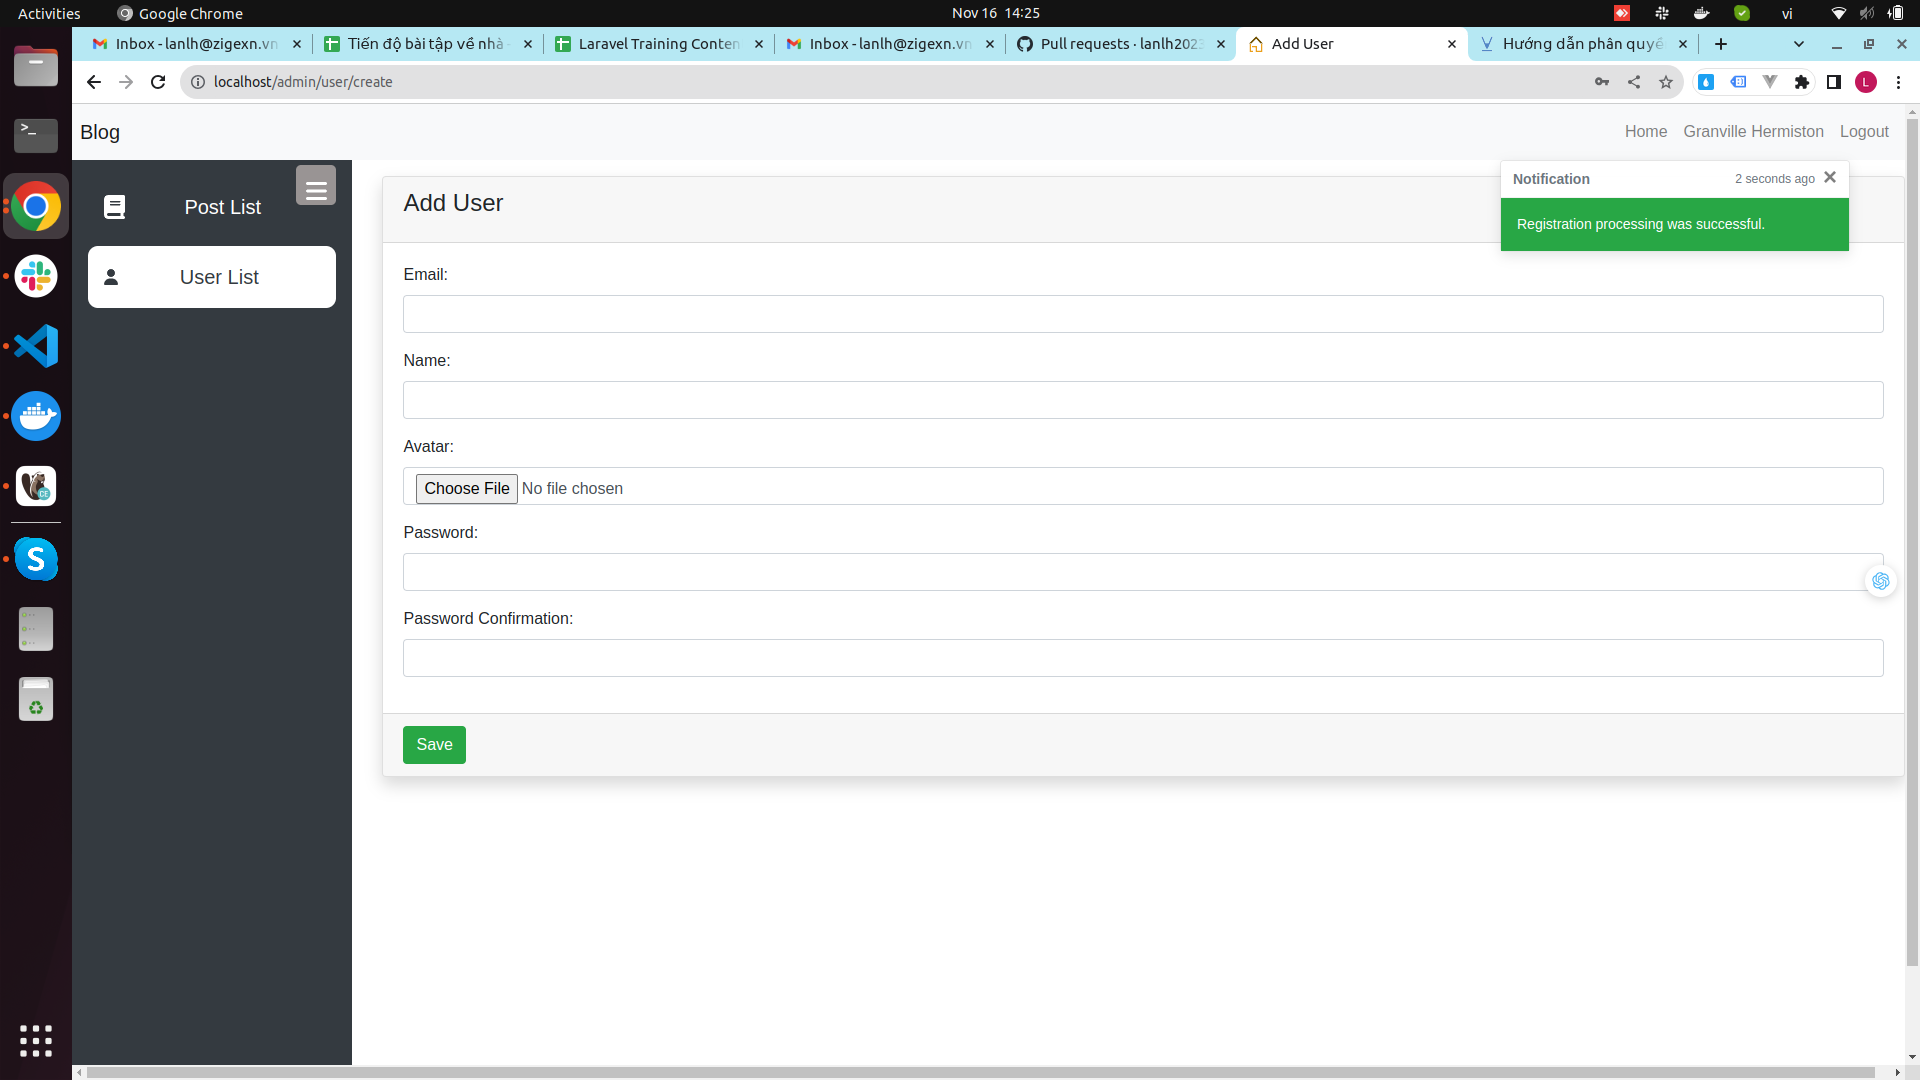 Activities
Google Chrome
Nov 16 14:25
vi
Inbox - lanlh@zigexn.vn
Tiến độ bài tập về nhà -
Laravel Training Conten
Inbox - lanlh@zigexn.vn
Pull requests · lanlh2023
Add User
Hướng dẫn phân quyề
localhost/admin/user/create
L
Blog
Home
Granville Hermiston
Logout
Post List
User List
Add User
Notification
2 seconds ago
Registration processing was successful.
Email:
Name:
Avatar:
Choose File No file chosen
Password:
Password Confirmation:
Save